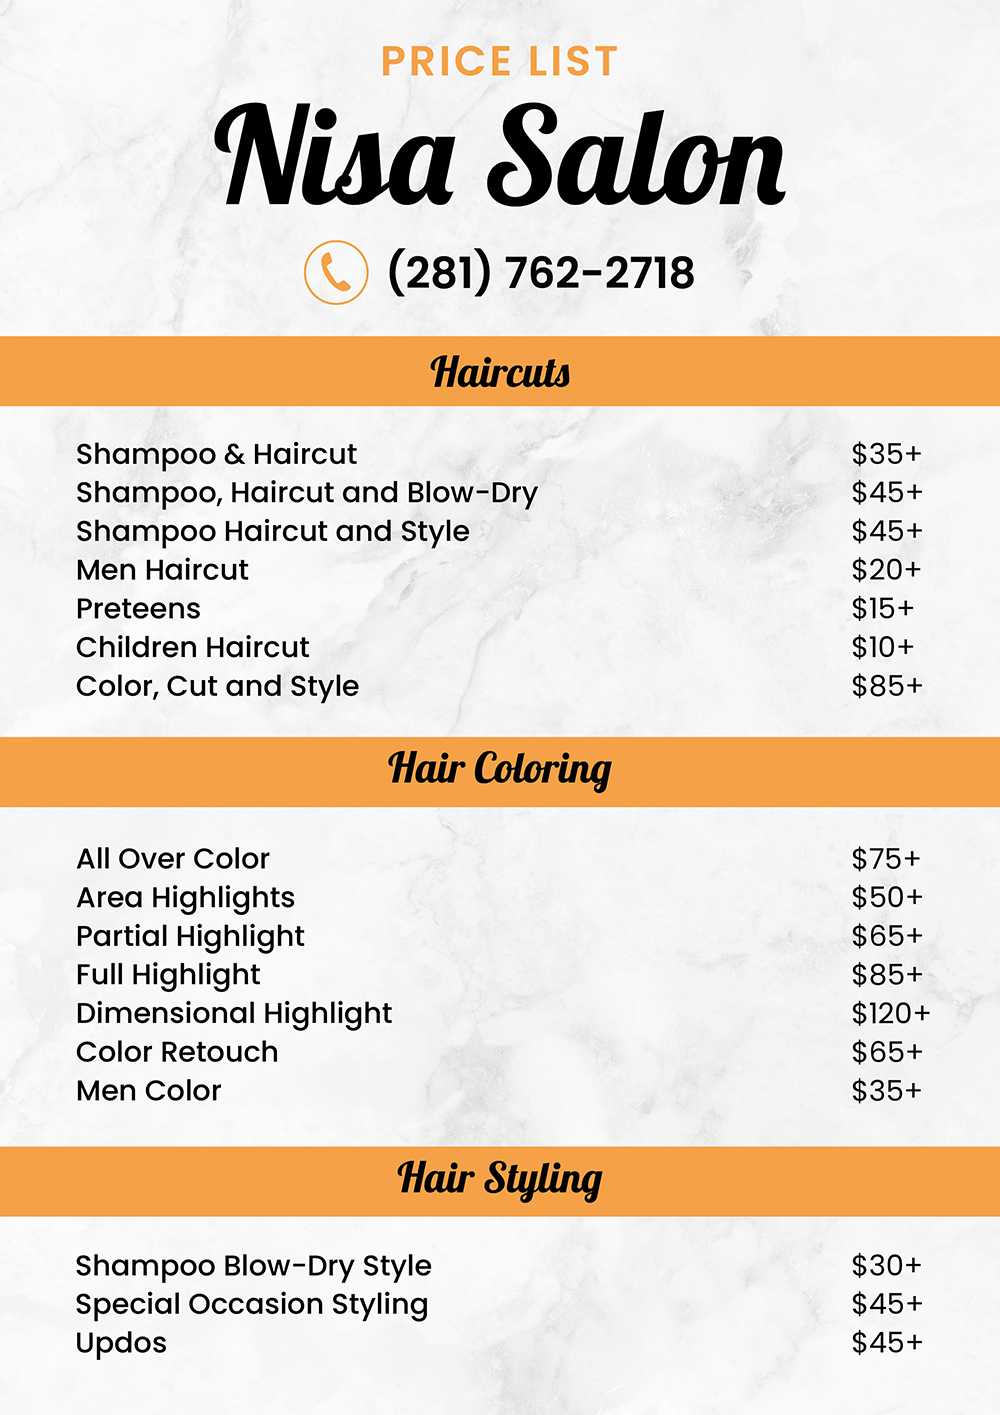 PRICE LIST
Nisa Salon
(281) 762-2718
Haircuts
Shampoo & Haircut $35+
Shampoo, Haircut and Blow-Dry $45+
Shampoo Haircut and Style $45+
Men Haircut $20+
Preteens $15+
Children Haircut $10+
Color, Cut and Style $85+
Hair Coloring
All Over Color $75+
Area Highlights $50+
Partial Highlight $65+
Full Highlight $85+
Dimensional Highlight $120+
Color Retouch $65+
Men Color $35+
Hair Styling
Shampoo Blow-Dry Style $30+
Special Occasion Styling $45+
Updos $45+